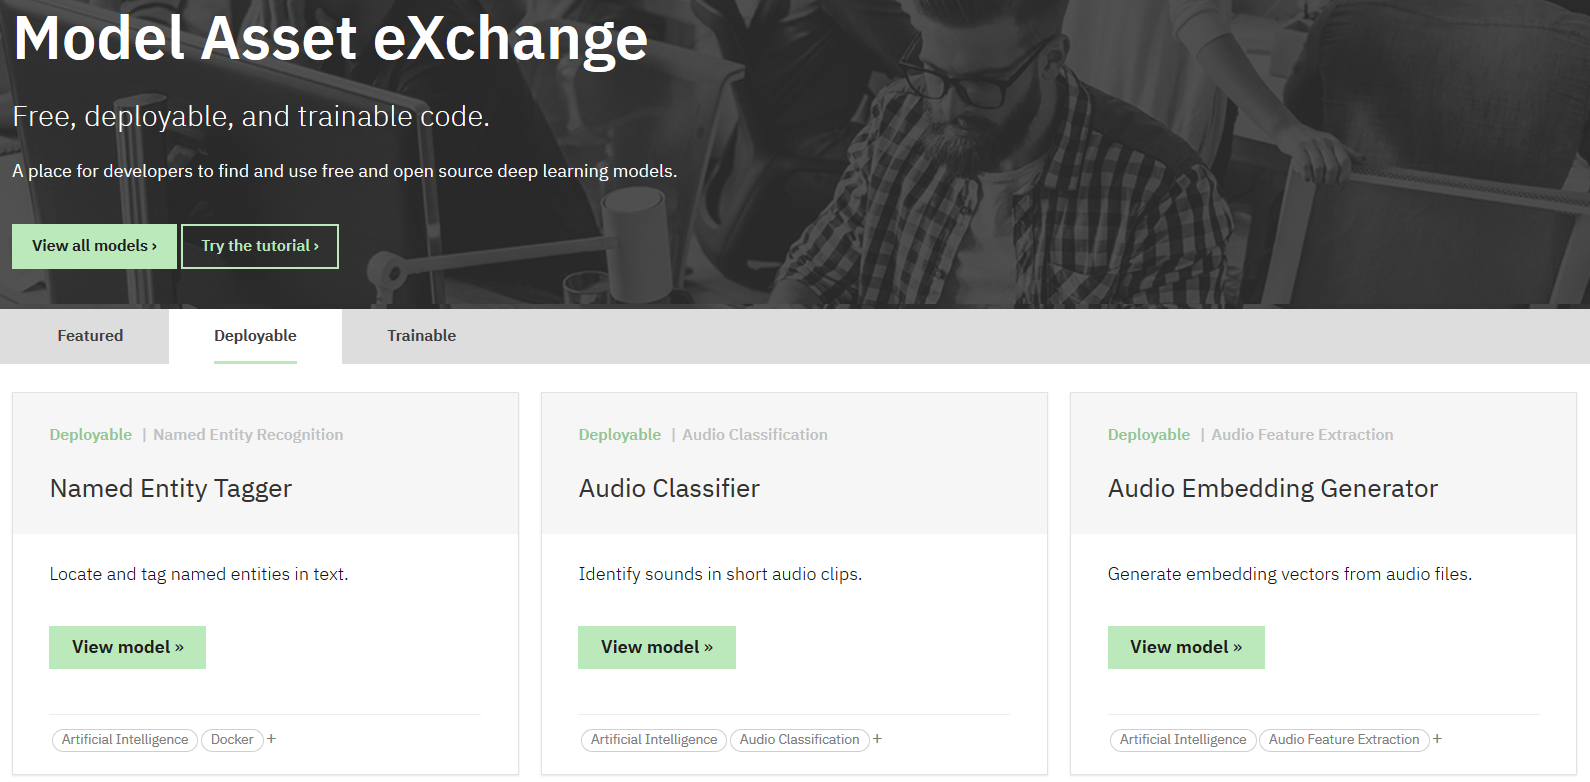 Model Asset eXchange
Free, deployable, and trainable code.
A place for developers to find and use free and open source deep learning models.
View all models ›
Try the tutorial ›
Featured
Deployable
Trainable
Deployable | Named Entity Recognition
Named Entity Tagger
Locate and tag named entities in text.
View model »
Artificial Intelligence
Docker
+
Deployable | Audio Classification
Audio Classifier
Identify sounds in short audio clips.
View model »
Artificial Intelligence
Audio Classification
+
Deployable | Audio Feature Extraction
Audio Embedding Generator
Generate embedding vectors from audio files.
View model »
Artificial Intelligence
Audio Feature Extraction
+